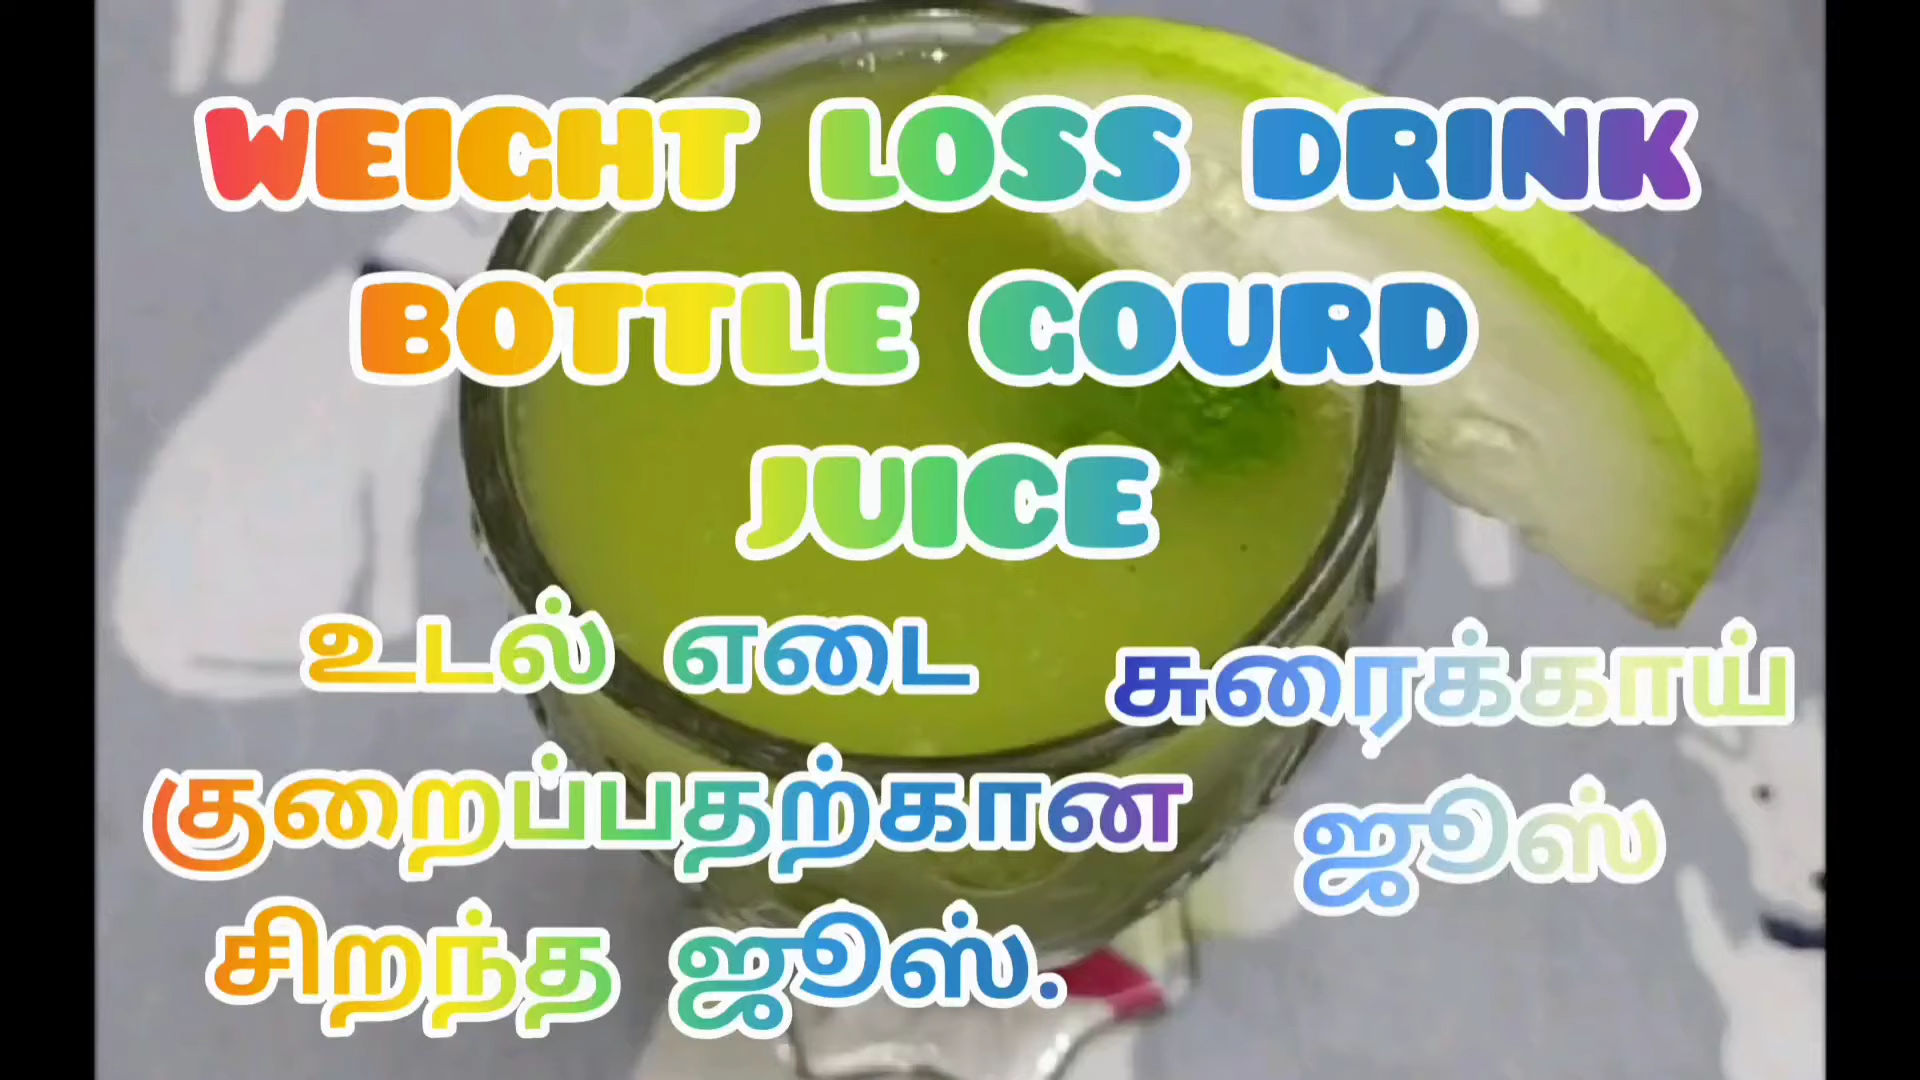 WEIGHT LOSS DRINK
BOTTLE GOURD
JUICE
உடல் எடை
குறைப்பதற்கான
சிறந்த ஜூஸ்.
சுரைக்காய்
ஜூஸ்